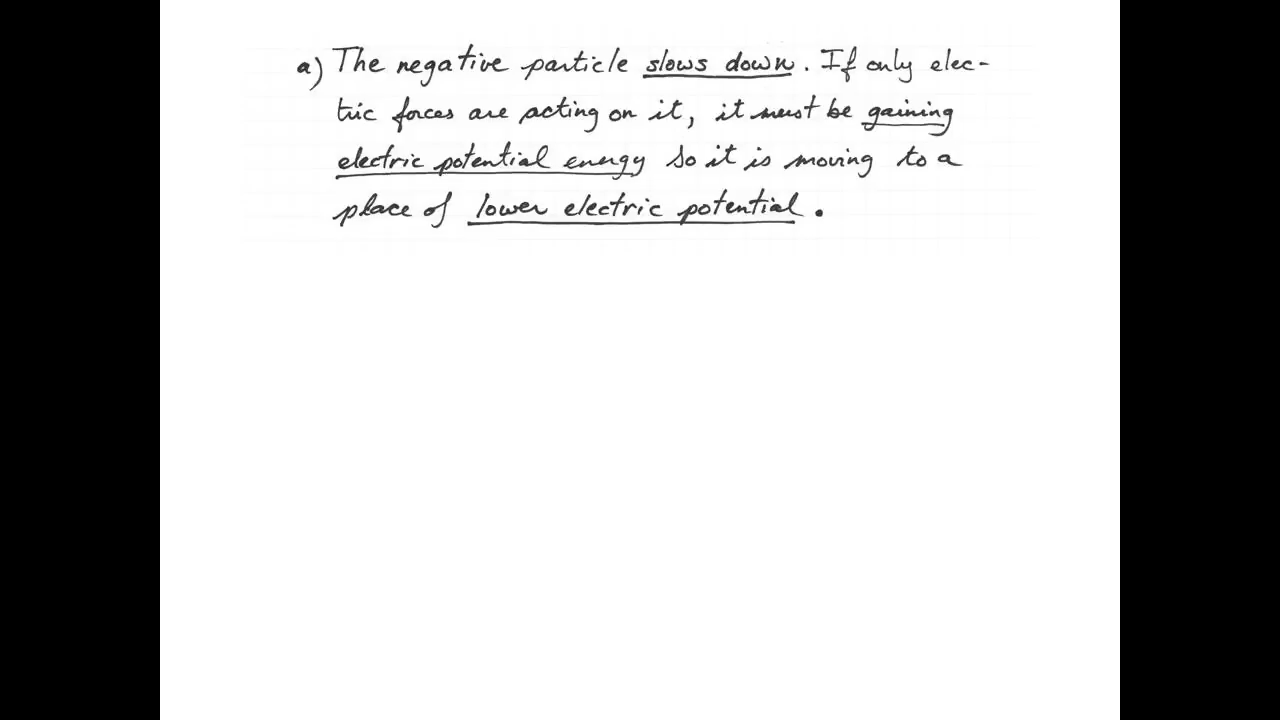 a) The negative particle slows down. If only elec-
tric forces are acting on it, it must be gaining
electric potential energy so it is moving to a
place of lower electric potential.